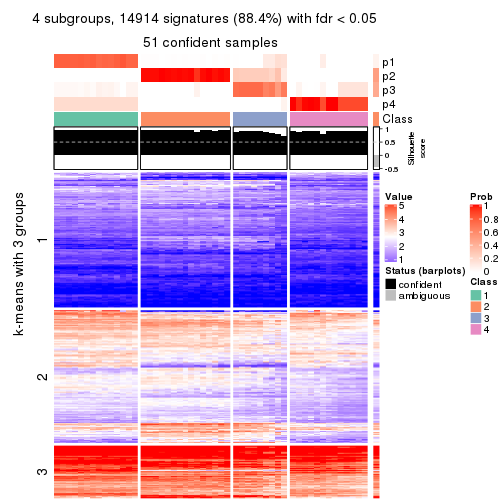 4 subgroups, 14914 signatures (88.4%) with fdr < 0.05
51 confident samples
p1
p2
p3
p4
Class
1
0.5
0
-0.5
Silhouette
score
k-means with 3 groups
1
2
3
Value
5
4
3
2
1
Status (barplots)
confident
ambiguous
Prob
1
0.8
0.6
0.4
0.2
0
Class
1
2
3
4